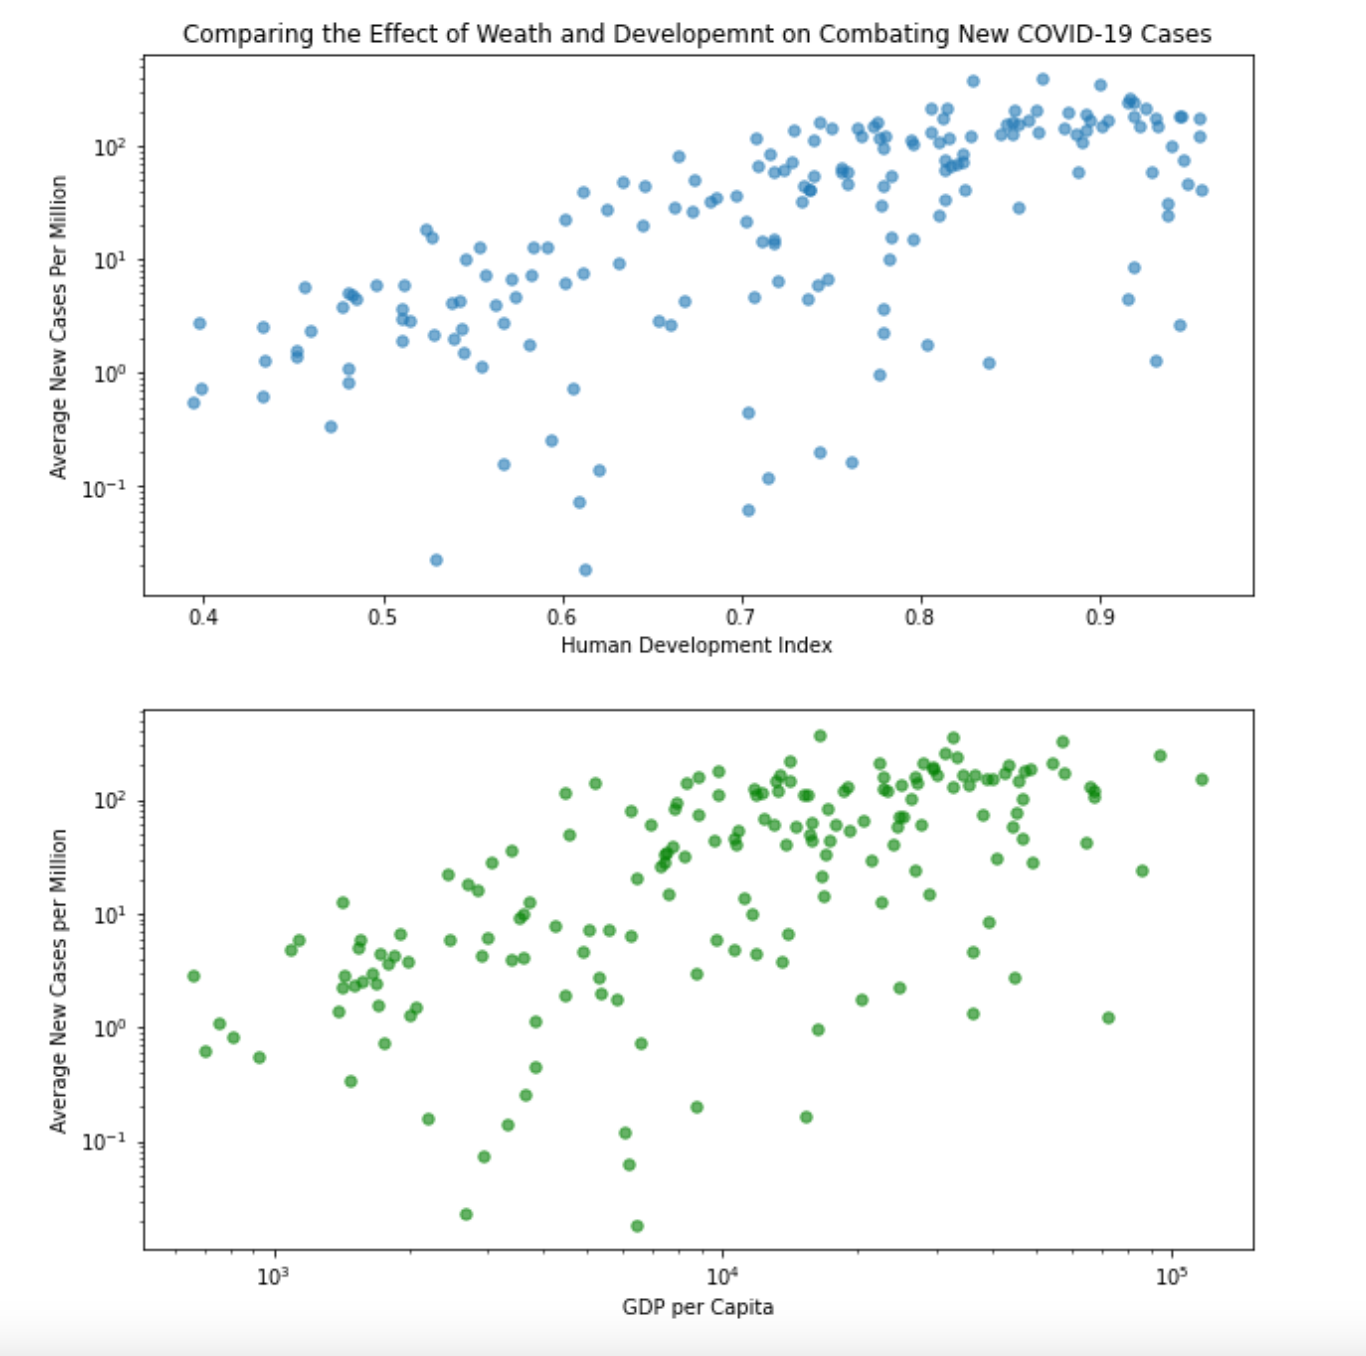 Comparing the Effect of Weath and Developemnt on Combating New COVID-19 Cases
Average New Cases Per Million
10²
10¹
10⁰
10⁻¹
0.4 0.5 0.6 0.7 0.8 0.9
Human Development Index
Average New Cases per Million
10²
10¹
10⁰
10⁻¹
10³ 10⁴ 10⁵
GDP per Capita